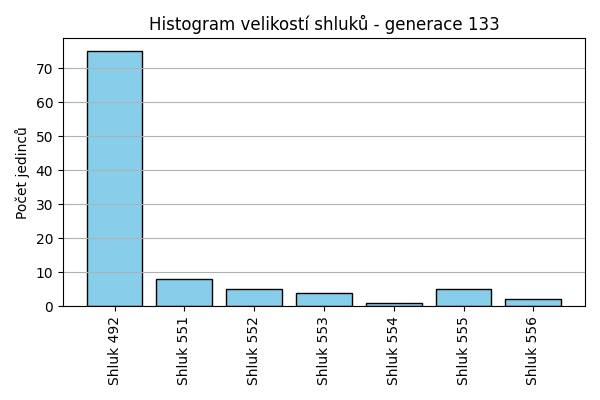 Histogram velikostí shluků - generace 133
Počet jedinců
70
60
50
40
30
20
10
0
Shluk 492
Shluk 551
Shluk 552
Shluk 553
Shluk 554
Shluk 555
Shluk 556